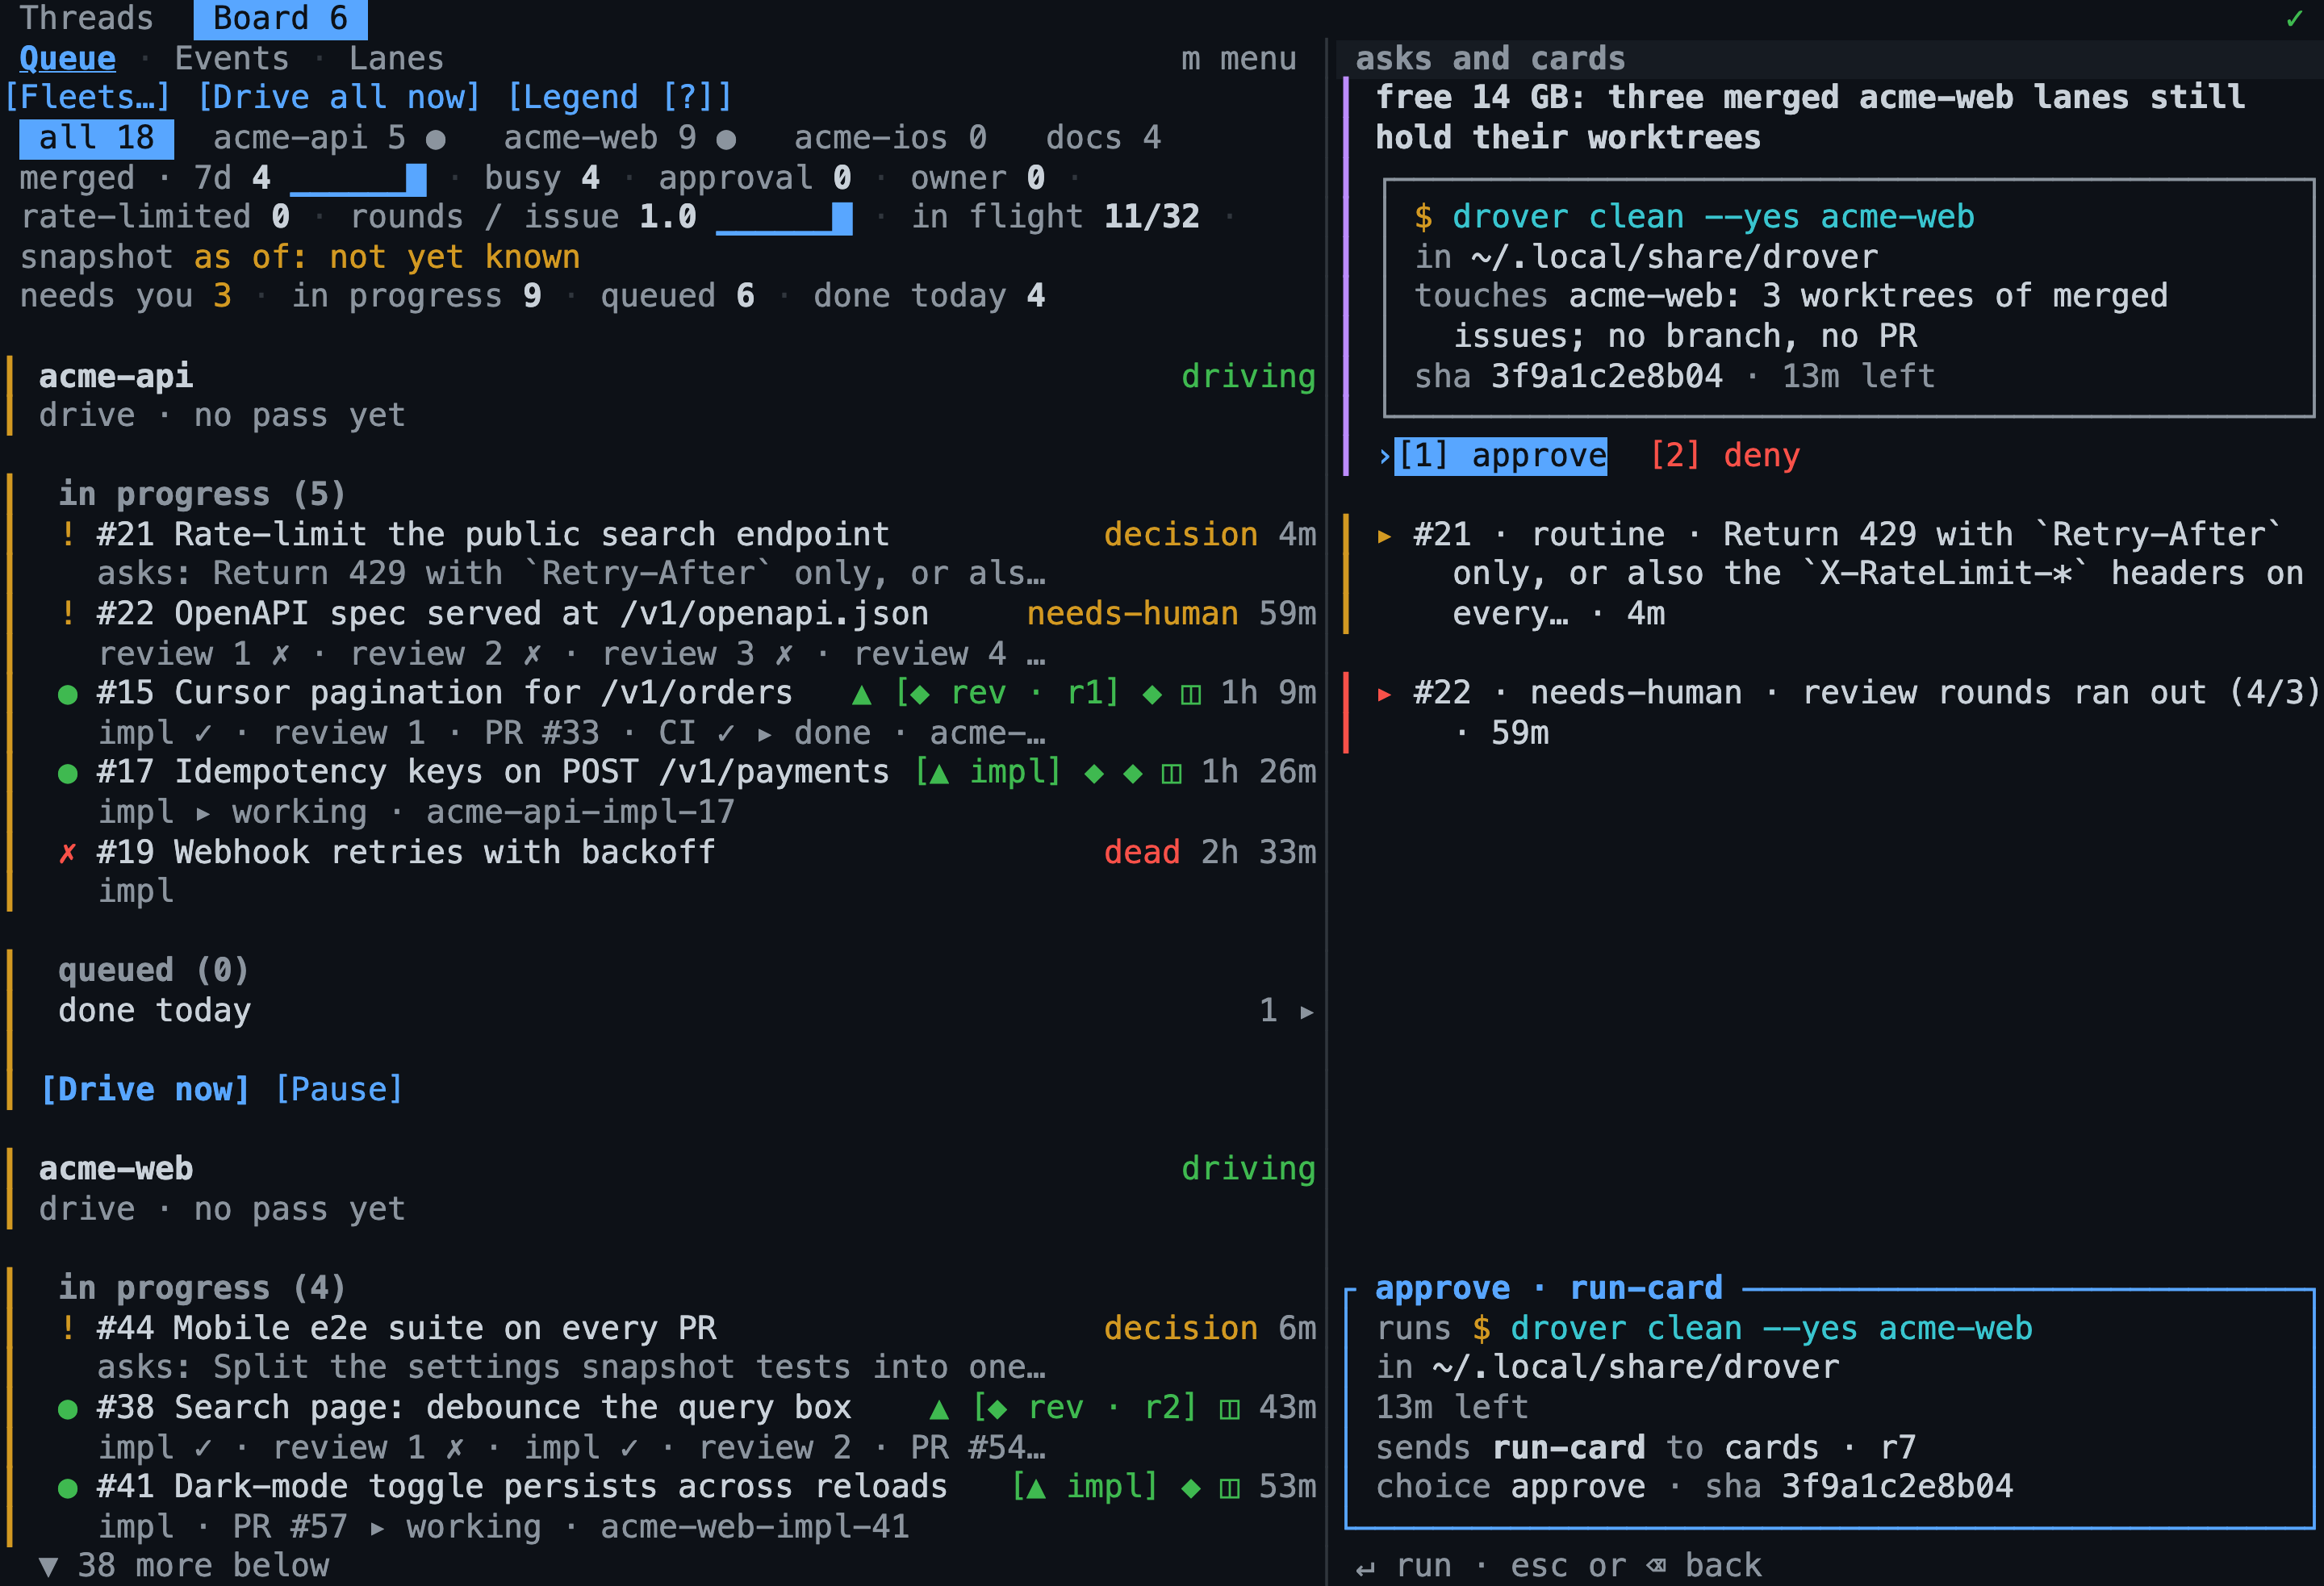 Threads  Board 6  ✓
Queue · Events · Lanes  m menu
[Fleets…] [Drive all now] [Legend [?]]
all 18  acme-api 5 ●  acme-web 9 ●  acme-ios 0  docs 4
merged · 7d 4 · busy 4 · approval 0 · owner 0 ·
rate-limited 0 · rounds / issue 1.0 · in flight 11/32 ·
snapshot as of: not yet known
needs you 3 · in progress 9 · queued 6 · done today 4
acme-api  driving
drive · no pass yet
in progress (5)
! #21 Rate-limit the public search endpoint  decision 4m
asks: Return 429 with `Retry-After` only, or als…
! #22 OpenAPI spec served at /v1/openapi.json  needs-human 59m
review 1 ✗ · review 2 ✗ · review 3 ✗ · review 4 …
● #15 Cursor pagination for /v1/orders  ▲ [◆ rev · r1] ◆ ◫ 1h 9m
impl ✓ · review 1 · PR #33 · CI ✓ ▸ done · acme-…
● #17 Idempotency keys on POST /v1/payments [▲ impl] ◆ ◆ ◫ 1h 26m
impl ▸ working · acme-api-impl-17
✗ #19 Webhook retries with backoff  dead 2h 33m
impl
queued (0)
done today  1 ▸
[Drive now] [Pause]
acme-web  driving
drive · no pass yet
in progress (4)
! #44 Mobile e2e suite on every PR  decision 6m
asks: Split the settings snapshot tests into one…
● #38 Search page: debounce the query box  ▲ [◆ rev · r2] ◫ 43m
impl ✓ · review 1 ✗ · impl ✓ · review 2 · PR #54…
● #41 Dark-mode toggle persists across reloads  [▲ impl] ◆ ◫ 53m
impl · PR #57 ▸ working · acme-web-impl-41
▼ 38 more below
asks and cards
free 14 GB: three merged acme-web lanes still
hold their worktrees
$ drover clean --yes acme-web
in ~/.local/share/drover
touches acme-web: 3 worktrees of merged
issues; no branch, no PR
sha 3f9a1c2e8b04 · 13m left
›[1] approve  [2] deny
▸ #21 · routine · Return 429 with `Retry-After`
only, or also the `X-RateLimit-*` headers on
every… · 4m
▸ #22 · needs-human · review rounds ran out (4/3)
· 59m
approve · run-card
runs $ drover clean --yes acme-web
in ~/.local/share/drover
13m left
sends run-card to cards · r7
choice approve · sha 3f9a1c2e8b04
↵ run · esc or ⌫ back